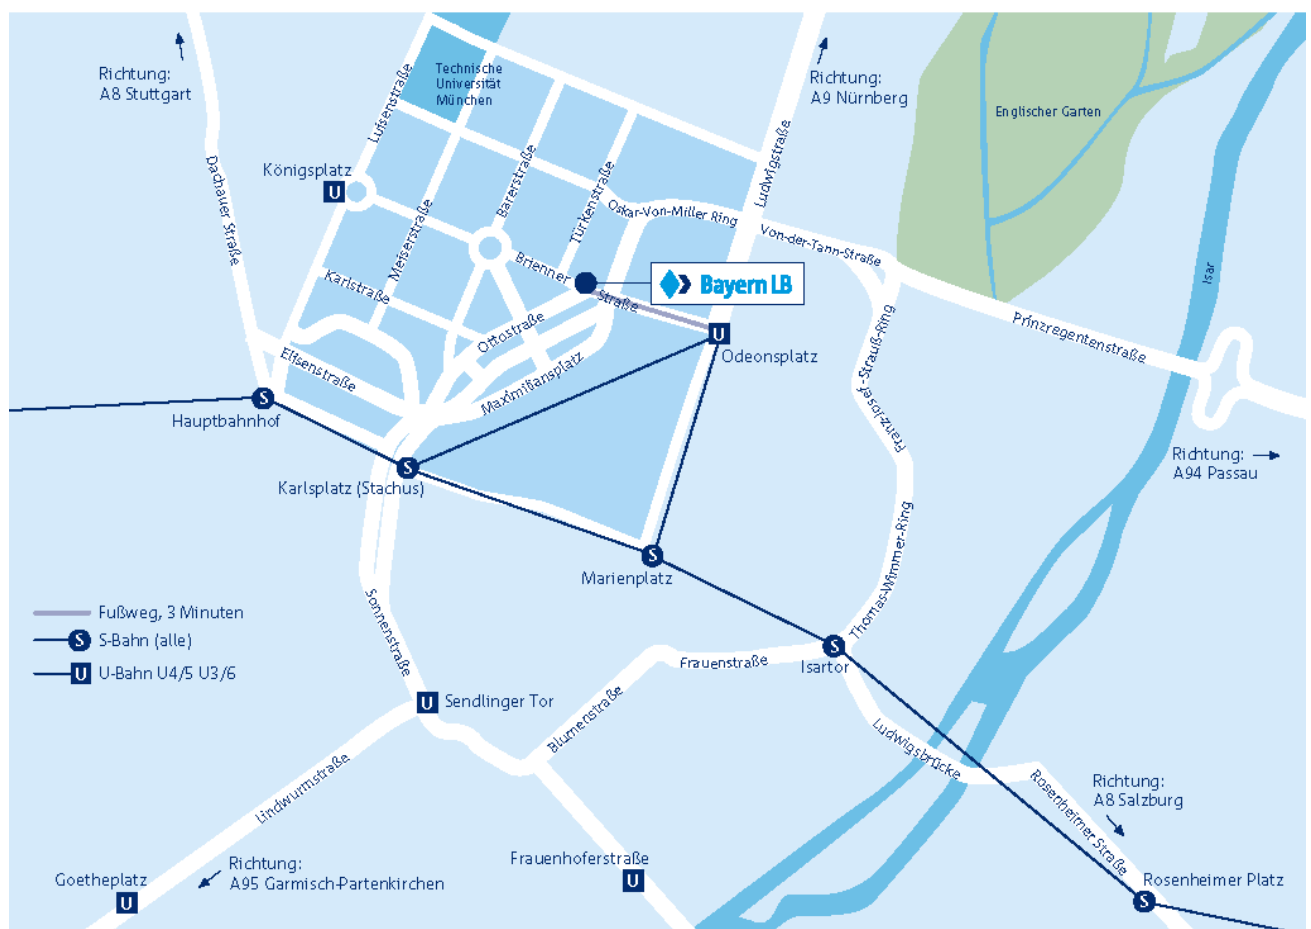 Richtung:
A8 Stuttgart
Technische
Universität
München
Richtung:
A9 Nürnberg
Englischer Garten
Luisenstraße
Ludwigstraße
Königsplatz
U
Dachauer Straße
Meiserstraße
Barerstraße
Türkenstraße
Oskar-Von-Miller Ring
Von-der-Tann-Straße
Isar
Karlstraße
Brienner
Straße
Bayern LB
Prinzregentenstraße
Ottostraße
U
Odeonsplatz
Elisenstraße
Maximiliansplatz
Franz-Josef-Strauß-Ring
S
Hauptbahnhof
Richtung:
A94 Passau
S
Karlsplatz (Stachus)
S
Marienplatz
Thomas-Wimmer-Ring
Fußweg, 3 Minuten
S
S-Bahn (alle)
U
U-Bahn U4/5 U3/6
Sonnenstraße
Frauenstraße
S
Isartor
U
Sendlinger Tor
Blumenstraße
Ludwigsbrücke
Lindwurmstraße
Rosenheimer Straße
Richtung:
A8 Salzburg
Richtung:
A95 Garmisch-Partenkirchen
Goetheplatz
U
Frauenhoferstraße
U
Rosenheimer Platz
S